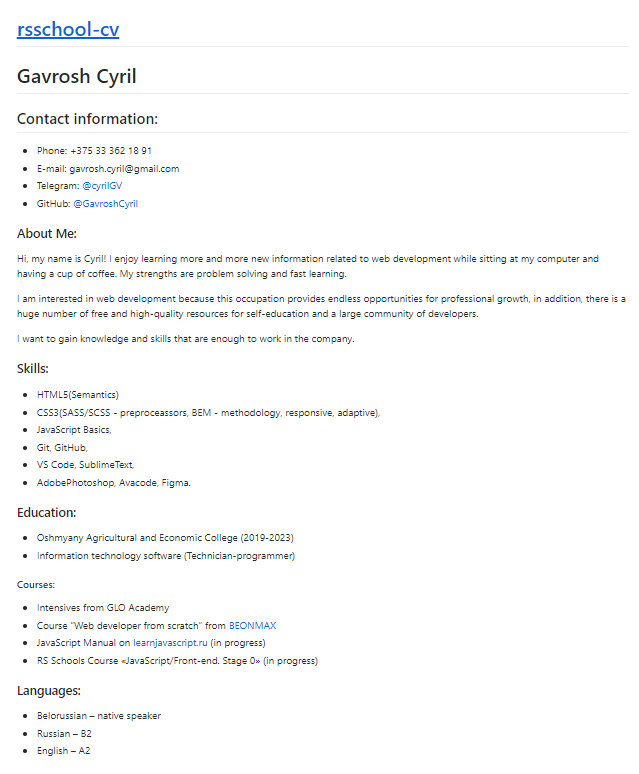 rsschool-cv
Gavrosh Cyril
Contact information:
Phone: +375 33 362 18 91
E-mail: gavrosh.cyril@gmail.com
Telegram: @cyrilGV
GitHub: @GavroshCyril
About Me:
Hi, my name is Cyril! I enjoy learning more and more new information related to web development while sitting at my computer and
having a cup of coffee. My strengths are problem solving and fast learning.
I am interested in web development because this occupation provides endless opportunities for professional growth, in addition, there is a
huge number of free and high-quality resources for self-education and a large community of developers.
I want to gain knowledge and skills that are enough to work in the company.
Skills:
HTML5(Semantics)
CSS3(SASS/SCSS - preproceassors, BEM - methodology, responsive, adaptive),
JavaScript Basics,
Git, GitHub,
VS Code, SublimeText,
AdobePhotoshop, Avacode, Figma.
Education:
Oshmyany Agricultural and Economic College (2019-2023)
Information technology software (Technician-programmer)
Courses:
Intensives from GLO Academy
Course “Web developer from scratch” from BEONMAX
JavaScript Manual on learnjavascript.ru (in progress)
RS Schools Course «JavaScript/Front-end. Stage 0» (in progress)
Languages:
Belorussian – native speaker
Russian – B2
English – A2